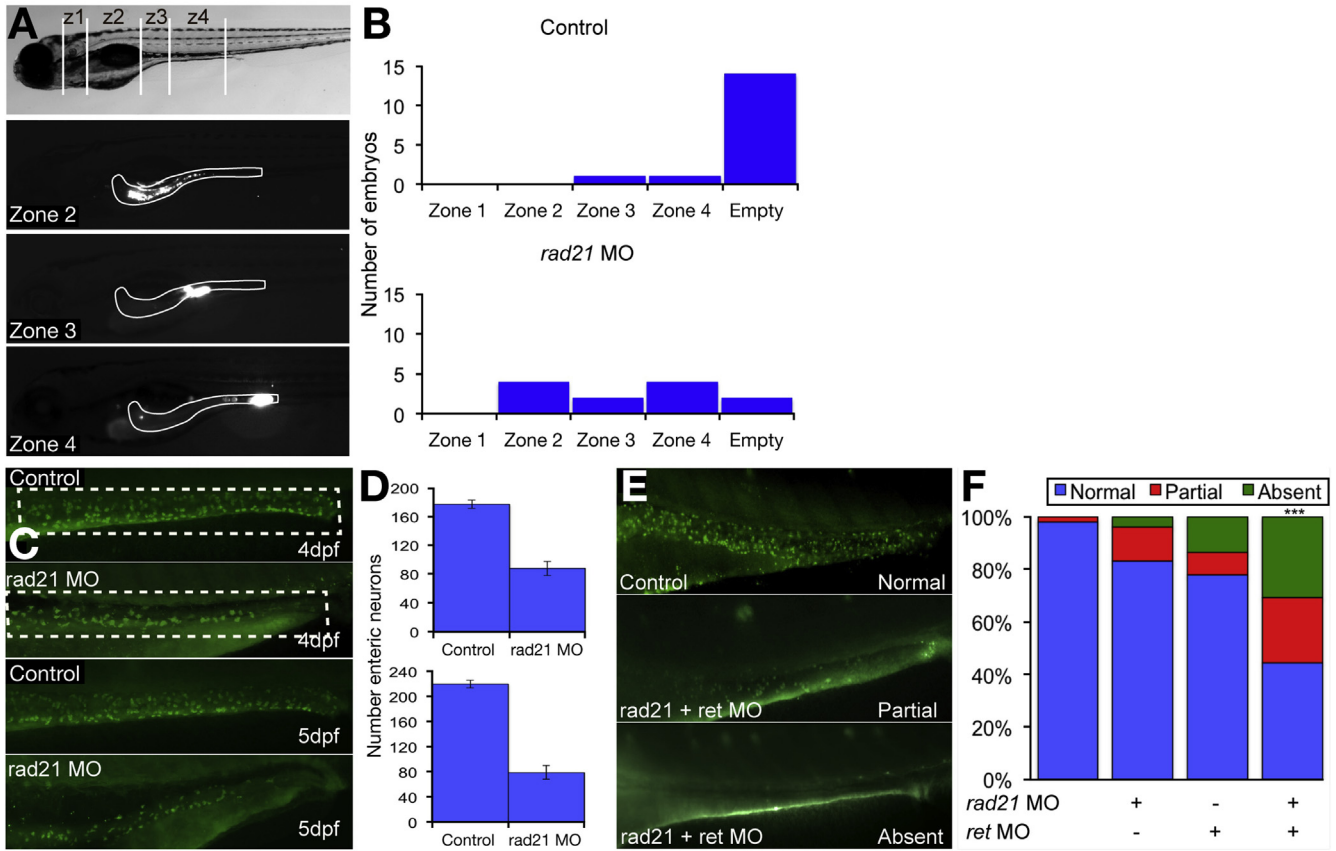 A
z1 z2 z3 z4
Zone 2
Zone 3
Zone 4
B
Control
Number of embryos
15
10
5
0
Zone 1 Zone 2 Zone 3 Zone 4 Empty
rad21 MO
15
10
5
0
Zone 1 Zone 2 Zone 3 Zone 4 Empty
C
Control
4dpf
rad21 MO
4dpf
Control
5dpf
rad21 MO
5dpf
D
Number enteric neurons
200
160
120
80
40
0
Control rad21 MO
240
200
160
120
80
40
0
Control rad21 MO
E
Control Normal
rad21 + ret MO Partial
rad21 + ret MO Absent
F
Normal Partial Absent
***
100%
80%
60%
40%
20%
0%
rad21 MO + - +
ret MO - + +